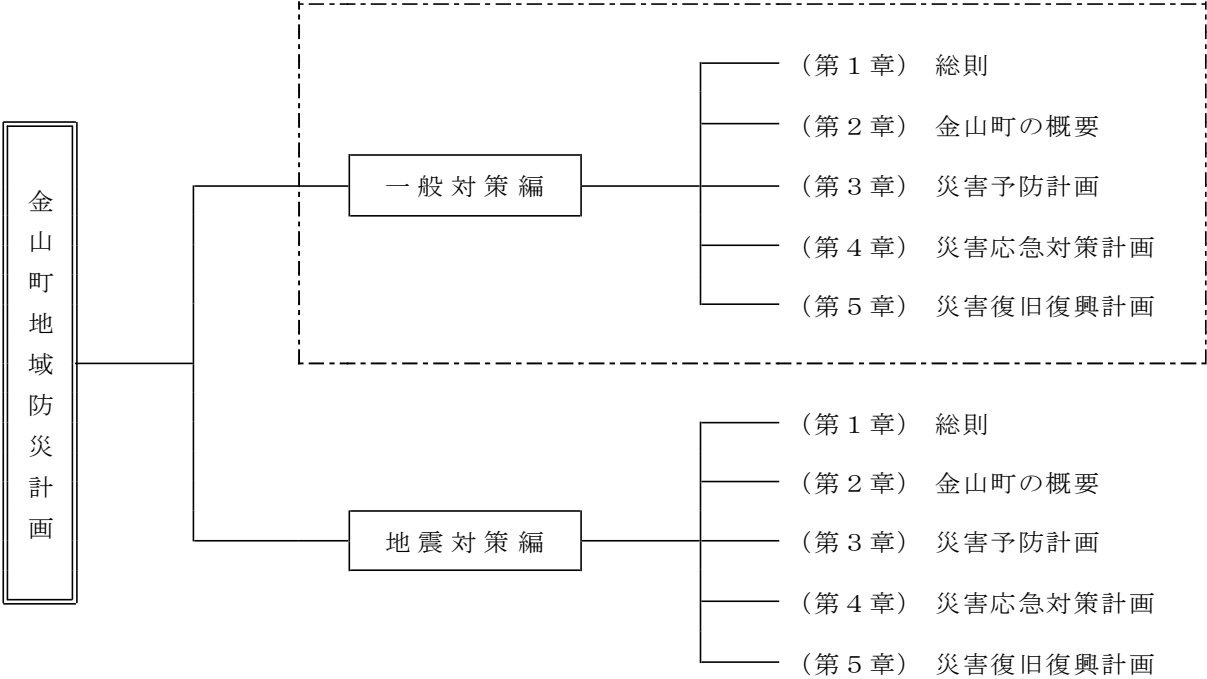 金山町地域防災計画
一般対策編
（第１章） 総則
（第２章） 金山町の概要
（第３章） 災害予防計画
（第４章） 災害応急対策計画
（第５章） 災害復旧復興計画
地震対策編
（第１章） 総則
（第２章） 金山町の概要
（第３章） 災害予防計画
（第４章） 災害応急対策計画
（第５章） 災害復旧復興計画